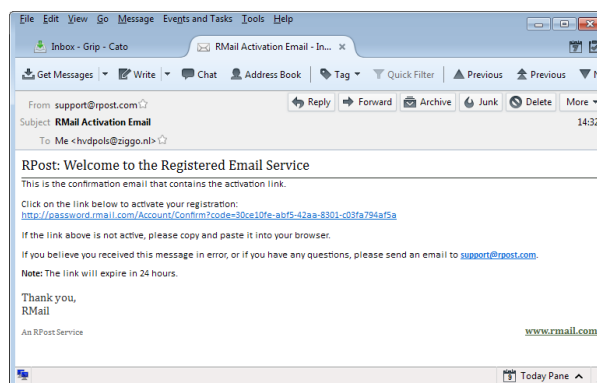 File Edit View Go Message Events and Tasks Tools Help
Inbox - Grip - Cato RMail Activation Email - In... ×
Get Messages Write Chat Address Book Tag Quick Filter Previous Previous
From support@rpost.com Reply Forward Archive Junk Delete More
Subject RMail Activation Email 14:32
To Me <hvdpols@ziggo.nl>
RPost: Welcome to the Registered Email Service
This is the confirmation email that contains the activation link.
Click on the link below to activate your registration:
http://password.rmail.com/Account/Confirm?code=30ce10fe-abf5-42aa-8301-c03fa794af5a
If the link above is not active, please copy and paste it into your browser.
If you believe you received this message in error, or if you have any questions, please send an email to support@rpost.com.
Note: The link will expire in 24 hours.
Thank you,
RMail
An RPost Service www.rmail.com
Today Pane